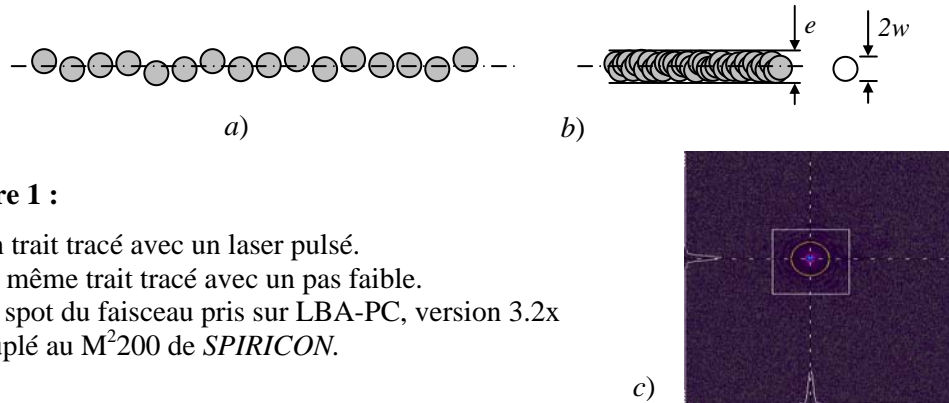 e
2w
a)
b)
re 1 :
trait tracé avec un laser pulsé.
même trait tracé avec un pas faible.
spot du faisceau pris sur LBA-PC, version 3.2x
plé au M²200 de SPIRICON.
c)